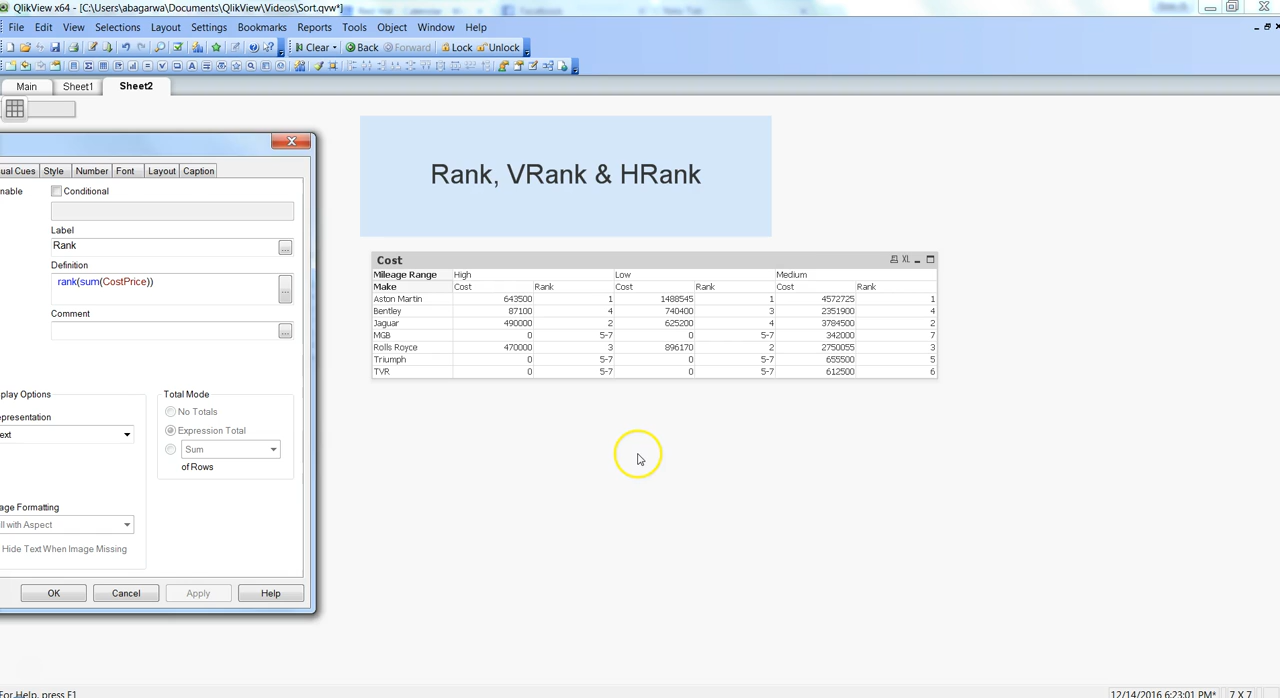 QlikView x64 - [C:\Users\abagarwa\Documents\QlikView\Videos\Sort.qvw*]
File Edit View Selections Layout Settings Bookmarks Reports Tools Object Window Help
Clear Back Forward Lock Unlock
Main Sheet1 Sheet2
Rank, VRank & HRank
ual Cues Style Number Font Layout Caption
nable Conditional
Label
Rank
Definition
rank(sum(CostPrice))
Comment
play Options
presentation
ext
Total Mode
No Totals
Expression Total
Sum
of Rows
age Formatting
ll with Aspect
Hide Text When Image Missing
OK Cancel Apply Help
Cost XL
Mileage Range High Low Medium
Make Cost Rank Cost Rank Cost Rank
Aston Martin 643500 1 1488545 1 4572725 1
Bentley 87100 4 740400 3 2351900 4
Jaguar 490000 2 625200 4 3784500 2
MGB 0 5-7 0 5-7 342000 7
Rolls Royce 470000 3 896170 2 2750055 3
Triumph 0 5-7 0 5-7 655500 5
TVR 0 5-7 0 5-7 612500 6
For Help, press F1 12/14/2016 6:23:01 PM* 7 X 7